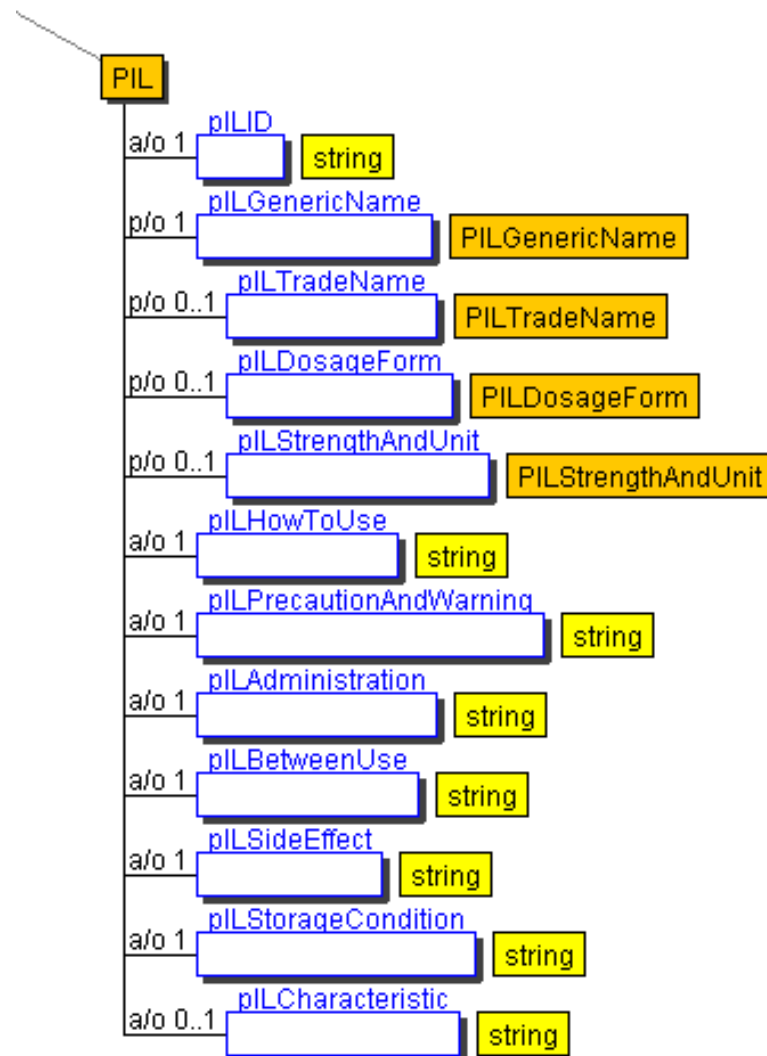 PIL
pILID
a/o 1
string
pILGenericName
p/o 1
PILGenericName
pILTradeName
p/o 0..1
PILTradeName
pILDosageForm
p/o 0..1
PILDosageForm
pILStrengthAndUnit
p/o 0..1
PILStrengthAndUnit
pILHowToUse
a/o 1
string
pILPrecautionAndWarning
a/o 1
string
pILAdministration
a/o 1
string
pILBetweenUse
a/o 1
string
pILSideEffect
a/o 1
string
pILStorageCondition
a/o 1
string
pILCharacteristic
a/o 0..1
string